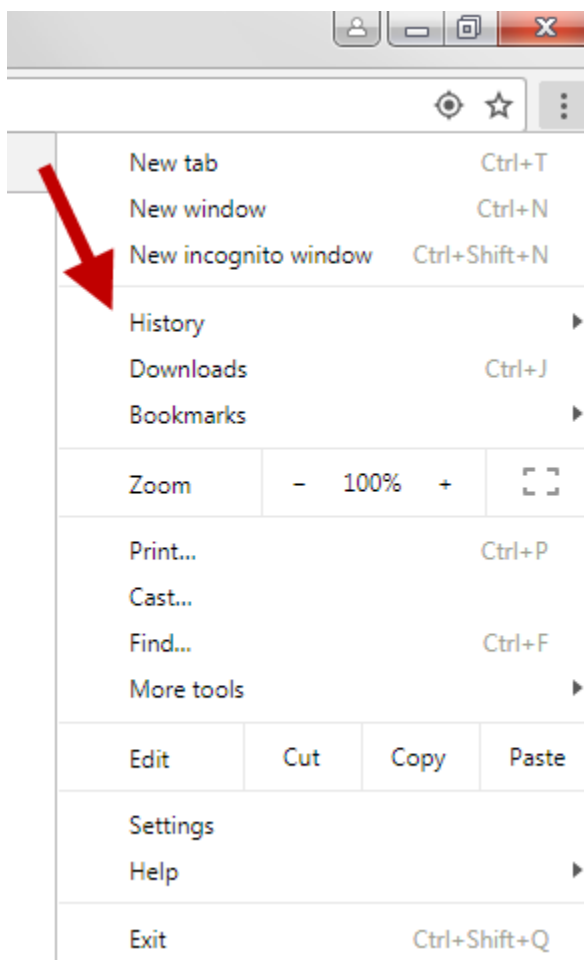 New tab Ctrl+T
New window Ctrl+N
New incognito window Ctrl+Shift+N
History
Downloads Ctrl+J
Bookmarks
Zoom - 100% +
Print... Ctrl+P
Cast...
Find... Ctrl+F
More tools
Edit Cut Copy Paste
Settings
Help
Exit Ctrl+Shift+Q